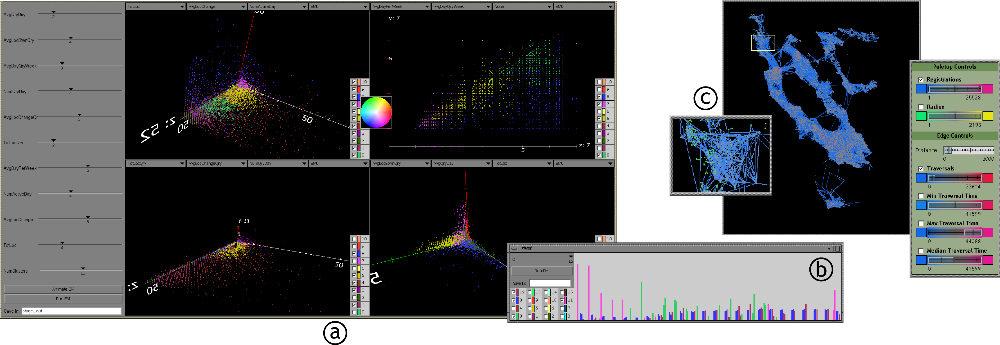 AvgQryDay
2
AvgLocBtwnQry
4
AvgDayQryWeek
3
NumQryDay
4
AvgLocChangeQr
5
TotLocQry
2
AvgDayPerWeek
6
NumActiveDay
4
AvgLocChange
6
TotLoc
3
NumClusters:
11
Animate EM
Run EM
Save In: stage1.out
TotLoc AvgLocChange NumActiveDay EM0
50
50
z: 25
50
10
9
8
3
2
1
0
AvgDayPerWeek AvgDayQryWeek None EM0
y: 7
5
5
x: 7
10
9
8
7
6
5
4
3
2
1
0
TotLocQry AvgLocChangeQry NumQryDay EM0
y: 10
5
50
z:
50
10
9
8
7
6
5
4
3
2
1
0
AvgLocBtwnQry AvgQryDay TotLoc EM0
5
10
a
rivet
K:
16
Run EM
Save In:
12 13 14 15
8 9 10 11
4 5 6 7
0 1 2 3
b
c
Poletop Controls
Registrations
1 25528
Radios
1 2198
Edge Controls
Distance:
0 3000
Traversals
0 22604
Min Traversal Time
0 41599
Max Traversal Time
0 44088
Median Traversal Time
0 41599